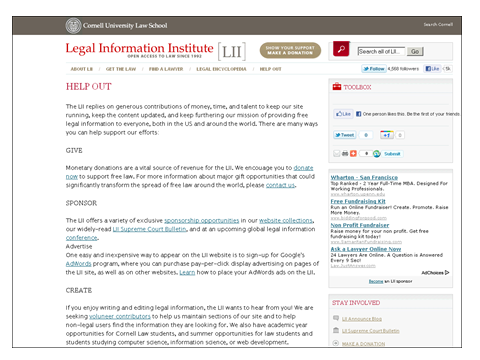 Cornell University Law School
Search Cornell
Legal Information Institute [LII]
OPEN ACCESS TO LAW SINCE 1992
SHOW YOUR SUPPORT
MAKE A DONATION
Search all of LII...
Go
ABOUT LII / GET THE LAW / FIND A LAWYER / LEGAL ENCYCLOPEDIA / HELP OUT
Follow 4,568 followers
Like
HELP OUT
The LII replies on generous contributions of money, time, and talent to keep our site
running, keep the content updated, and keep furthering our mission of providing free
legal information to everyone, both in the US and around the world. There are many ways
you can help support our efforts:
GIVE
Monetary donations are a vital source of revenue for the LII. We encourage you to donate
now to support free law. For more information about major gift opportunities that could
significantly transform the spread of free law around the world, please contact us.
SPONSOR
The LII offers a variety of exclusive sponsorship opportunities in our website collections,
our widely-read LII Supreme Court Bulletin, and at an upcoming global legal information
conference.
Advertise
One easy and inexpensive way to appear on the LII website is to sign-up for Google's
AdWords program, where you can purchase pay-per-click display advertising on pages of
the LII site, as well as on other websites. Learn how to place your AdWords ads on the LII.
CREATE
If you enjoy writing and editing legal information, the LII wants to hear from you! We are
seeking volunteer contributors to help us maintain sections of our site and to help
non-legal users find the information they are looking for. We also have academic year
opportunities for Cornell students, and summer opportunities for law students and
students studying computer science, information science, or web development.
TOOLBOX
Like One person likes this. Be the first of your friends.
Tweet 0 +1 0
0 Submit
Wharton - San Francisco
Top Ranked - 2 Year Full-Time MBA. Designed For
Working Professionals.
Free Fundraising Kit
Run an Online Fundraiser! Create. Promote. Raise
More Money.
Non Profit Fundraiser
Raise money for your non profit. Get free
fundraising kit today!
Ask a Lawyer Online Now
24 Lawyers Are Online. A Question is Answered
Every 9 Sec!
Law.JustAnswer.com
AdChoices
Become an LII sponsor
STAY INVOLVED
LII Announce Blog
LII Supreme Court Bulletin
MAKE A DONATION